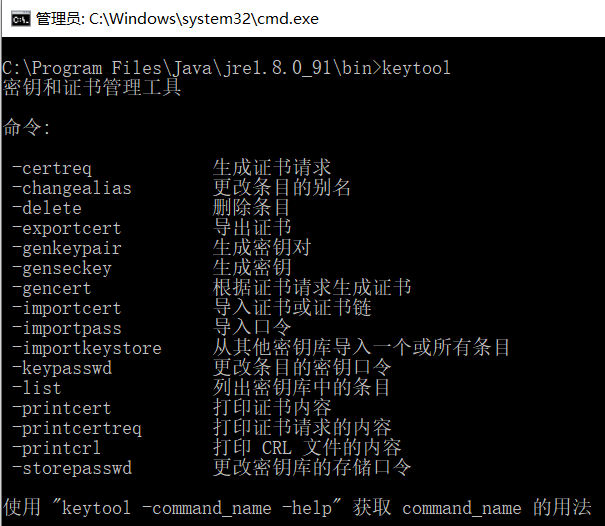 管理员: C:\Windows\system32\cmd.exe
C:\Program Files\Java\jre1.8.0_91\bin>keytool
密钥和证书管理工具
命令:
-certreq 生成证书请求
-changealias 更改条目的别名
-delete 删除条目
-exportcert 导出证书
-genkeypair 生成密钥对
-genseckey 生成密钥
-gencert 根据证书请求生成证书
-importcert 导入证书或证书链
-importpass 导入口令
-importkeystore 从其他密钥库导入一个或所有条目
-keypasswd 更改条目的密钥口令
-list 列出密钥库中的条目
-printcert 打印证书内容
-printcertreq 打印证书请求的内容
-printcrl 打印 CRL 文件的内容
-storepasswd 更改密钥库的存储口令
使用 "keytool -command_name -help" 获取 command_name 的用法